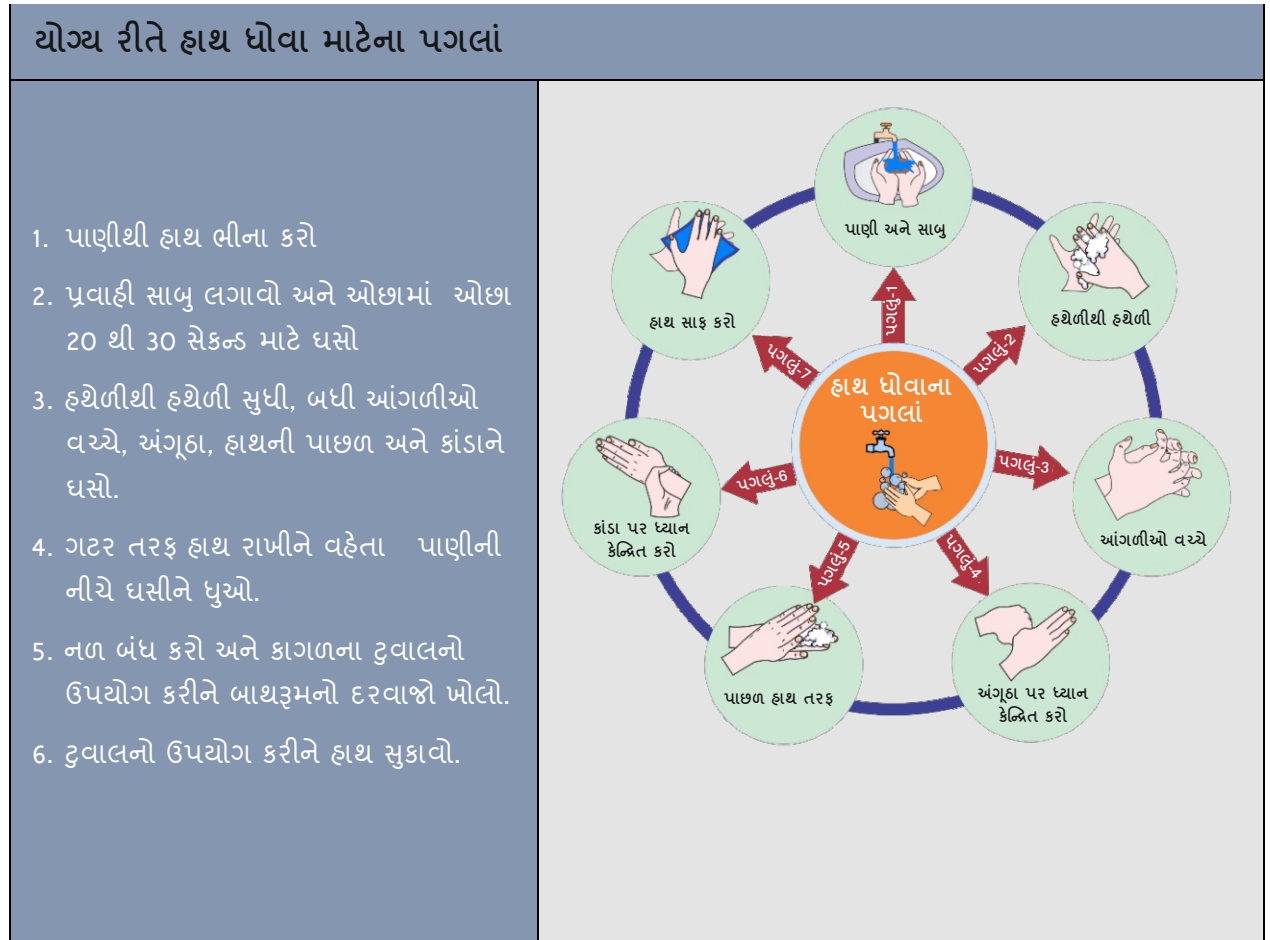 યોગ્ય રીતે હાથ ધોવા માટેના પગલાં
1. પાણીથી હાથ ભીના કરો
2. પ્રવાહી સાબુ લગાવો અને ઓછામાં ઓછા
20 થી 30 સેકન્ડ માટે ઘસો
3. હથેળીથી હથેળી સુધી, બધી આંગળીઓ
વચ્ચે, અંગૂઠા, હાથની પાછળ અને કાંડાને
ઘસો.
4. ગટર તરફ હાથ રાખીને વહેતા પાણીની
નીચે ઘસીને ધુઓ.
5. નળ બંધ કરો અને કાગળના ટુવાલનો
ઉપયોગ કરીને બાથરૂમનો દરવાજો ખોલો.
6. ટુવાલનો ઉપયોગ કરીને હાથ સુકાવો.
હાથ ધોવાના
પગલાં
પગલું-1
પાણી અને સાબુ
પગલું-2
હથેળીથી હથેળી
પગલું-3
આંગળીઓ વચ્ચે
પગલું-4
અંગૂઠા પર ધ્યાન
કેન્દ્રિત કરો
પગલું-5
પાછળ હાથ તરફ
પગલું-6
કાંડા પર ધ્યાન
કેન્દ્રિત કરો
પગલું-7
હાથ સાફ કરો